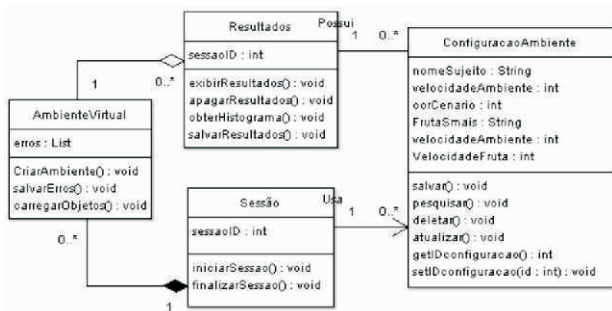 Resultados
sessaoID : int
exibirResultados() : void
apagarResultados() : void
obterHistograma() : void
salvarResultados() : void
Possui
1
0..*
ConfiguracaoAmbiente
nomeSujeito : String
velocidadeAmbiente : int
corCenario : int
FrutaSmais : String
velocidadeAmbiente : int
VelocidadeFruta : int
salvar() : void
pesquisar() : void
deletar() : void
atualizar() : void
getIDconfiguracao() : int
setIDconfiguracao(id : int) : void
1
0..*
AmbienteVirtual
erros : List
CriarAmbiente() : void
salvarErros() : void
carregarObjetos() : void
0..*
1
Sessão
sessaoID : int
iniciarSessao() : void
finalizarSessao() : void
Usa
1
0..*